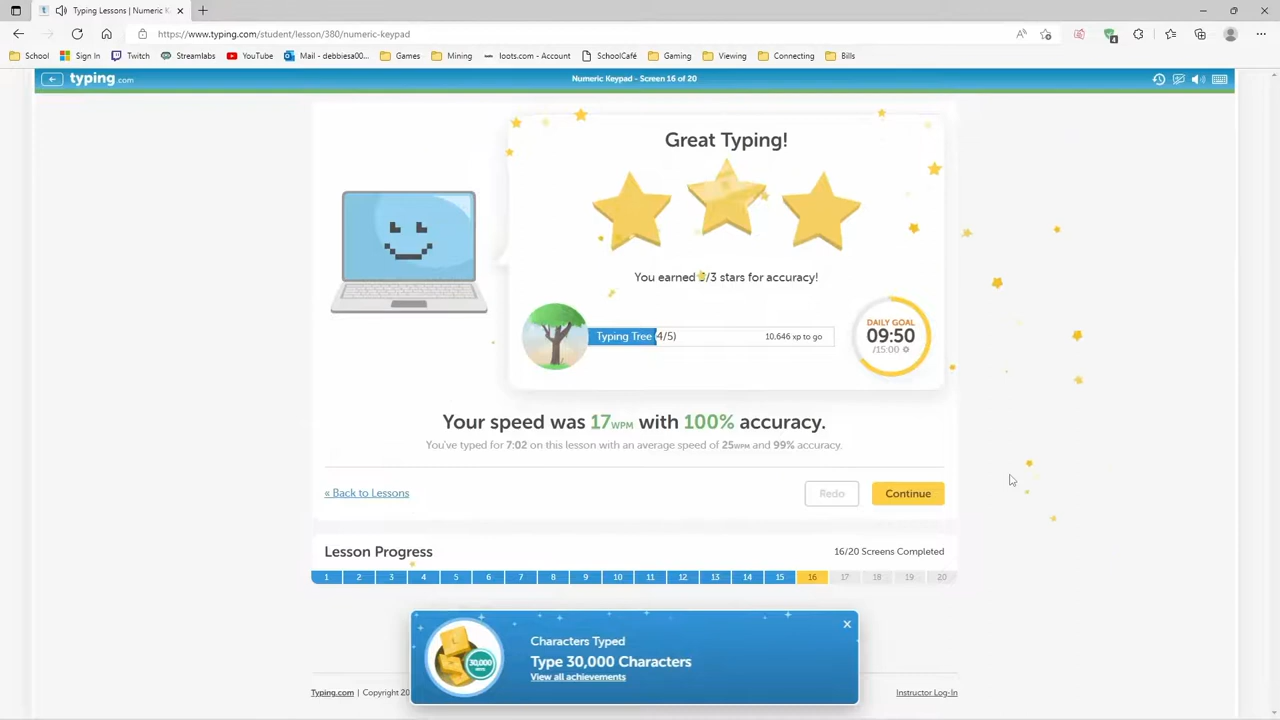 Typing Lessons | Numeric K
https://www.typing.com/student/lesson/380/numeric-keypad
School Sign In Twitch Streamlabs YouTube Mail - debbiesa00... Games Mining loots.com - Account SchoolCafé Gaming Viewing Connecting Bills
typing.com
Numeric Keypad - Screen 16 of 20
Great Typing!
You earned /3 stars for accuracy!
Typing Tree (4/5)
10,646 xp to go
DAILY GOAL
09:50
/15:00
Your speed was 17WPM with 100% accuracy.
You've typed for 7:02 on this lesson with an average speed of 25WPM and 99% accuracy.
« Back to Lessons
Redo
Continue
Lesson Progress
16/20 Screens Completed
1 2 3 4 5 6 7 8 9 10 11 12 13 14 15 16 17 18 19 20
Characters Typed
30,000
Type 30,000 Characters
View all achievements
Typing.com | Copyright 20
Instructor Log-In